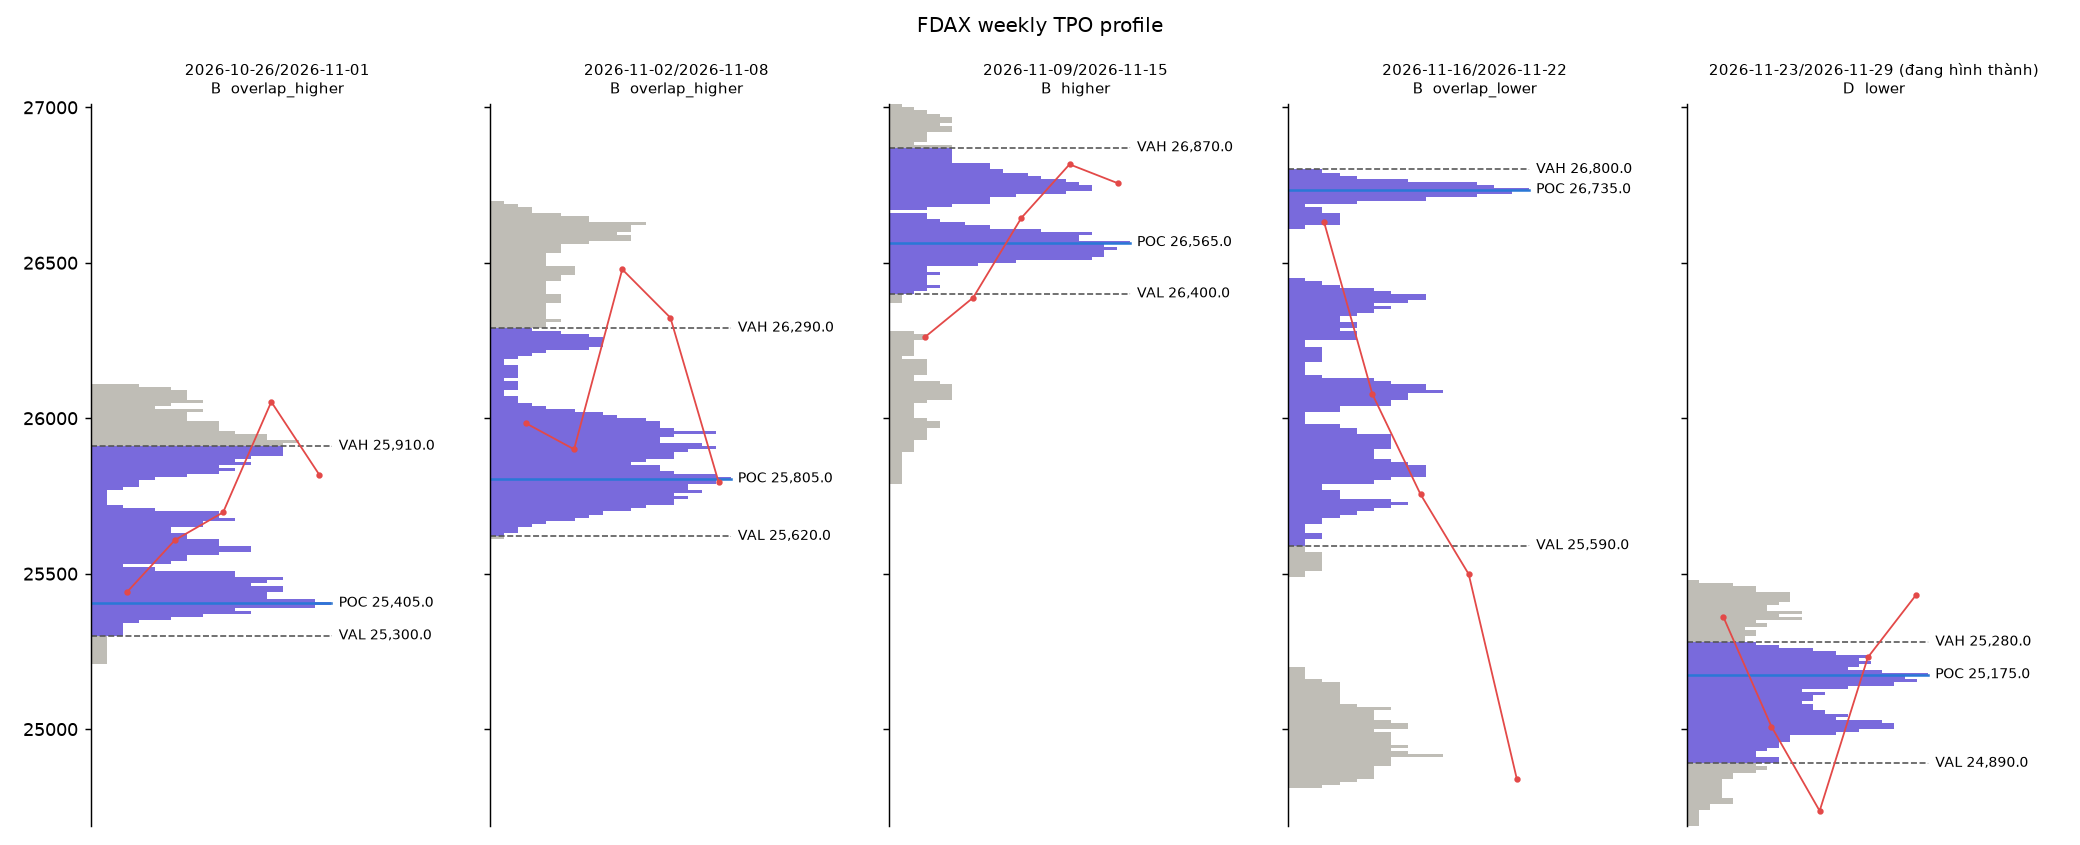 FDAX weekly TPO profile
2026-10-26/2026-11-01
B  overlap_higher
2026-11-02/2026-11-08
B  overlap_higher
2026-11-09/2026-11-15
B  higher
2026-11-16/2026-11-22
B  overlap_lower
2026-11-23/2026-11-29 (đang hình thành)
D  lower
27000
26500
26000
25500
25000
VAH 25,910.0
POC 25,405.0
VAL 25,300.0
VAH 26,290.0
POC 25,805.0
VAL 25,620.0
VAH 26,870.0
POC 26,565.0
VAL 26,400.0
VAH 26,800.0
POC 26,735.0
VAL 25,590.0
VAH 25,280.0
POC 25,175.0
VAL 24,890.0